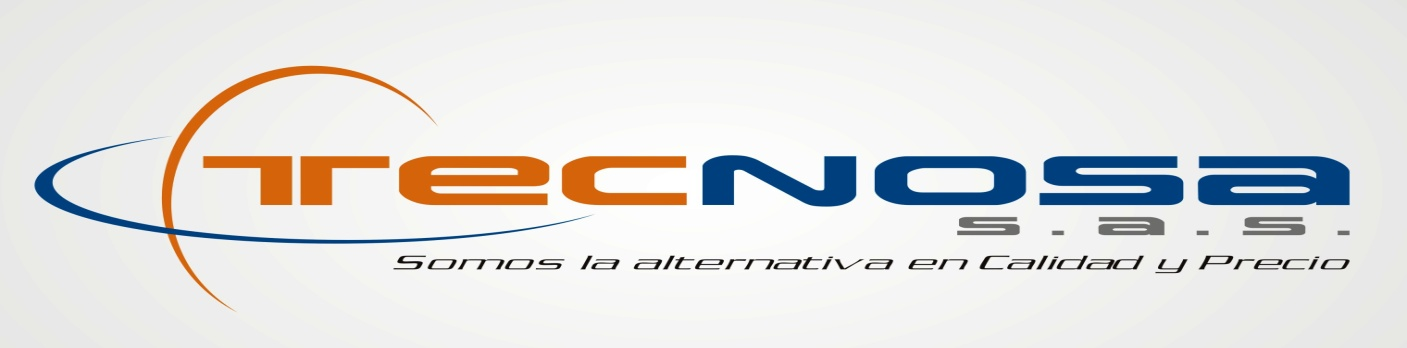 Tecnosa
s.a.s.
Somos la alternativa en Calidad y Precio